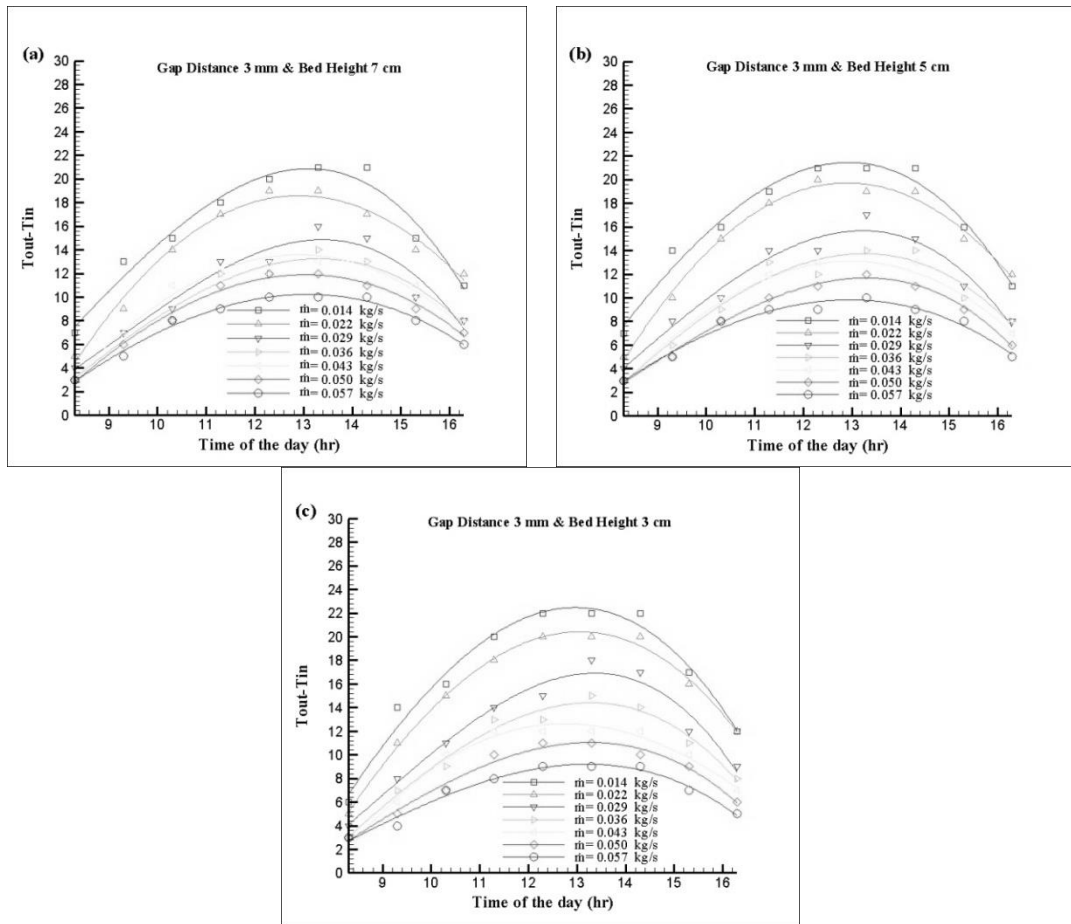 (a)
Gap Distance 3 mm & Bed Height 7 cm
30
28
26
24
22
20
18
16
14
12
10
8
6
4
2
0
Tout-Tin
ṁ= 0.014 kg/s
ṁ= 0.022 kg/s
ṁ= 0.029 kg/s
ṁ= 0.036 kg/s
ṁ= 0.043 kg/s
ṁ= 0.050 kg/s
ṁ= 0.057 kg/s
9 10 11 12 13 14 15 16
Time of the day (hr)
(b)
Gap Distance 3 mm & Bed Height 5 cm
30
28
26
24
22
20
18
16
14
12
10
8
6
4
2
0
Tout-Tin
ṁ= 0.014 kg/s
ṁ= 0.022 kg/s
ṁ= 0.029 kg/s
ṁ= 0.036 kg/s
ṁ= 0.043 kg/s
ṁ= 0.050 kg/s
ṁ= 0.057 kg/s
9 10 11 12 13 14 15 16
Time of the day (hr)
(c)
Gap Distance 3 mm & Bed Height 3 cm
30
28
26
24
22
20
18
16
14
12
10
8
6
4
2
0
Tout-Tin
ṁ= 0.014 kg/s
ṁ= 0.022 kg/s
ṁ= 0.029 kg/s
ṁ= 0.036 kg/s
ṁ= 0.043 kg/s
ṁ= 0.050 kg/s
ṁ= 0.057 kg/s
9 10 11 12 13 14 15 16
Time of the day (hr)